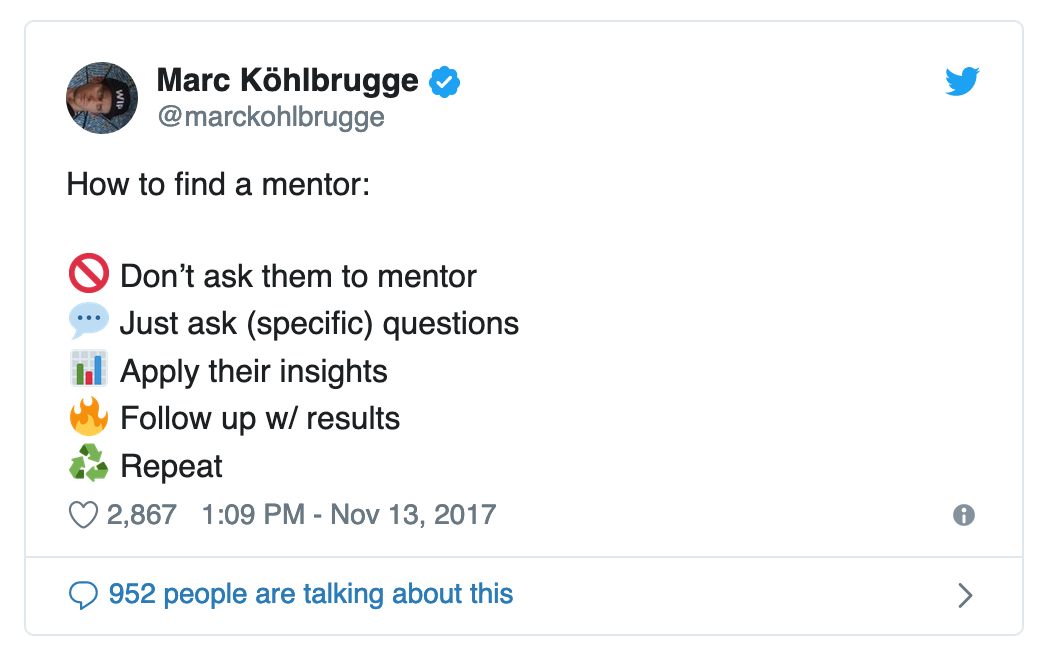 Marc Köhlbrugge
@marckohlbrugge
How to find a mentor:
🚫 Don’t ask them to mentor
💬 Just ask (specific) questions
📊 Apply their insights
🔥 Follow up w/ results
♻️ Repeat
2,867 1:09 PM - Nov 13, 2017
952 people are talking about this
WIP